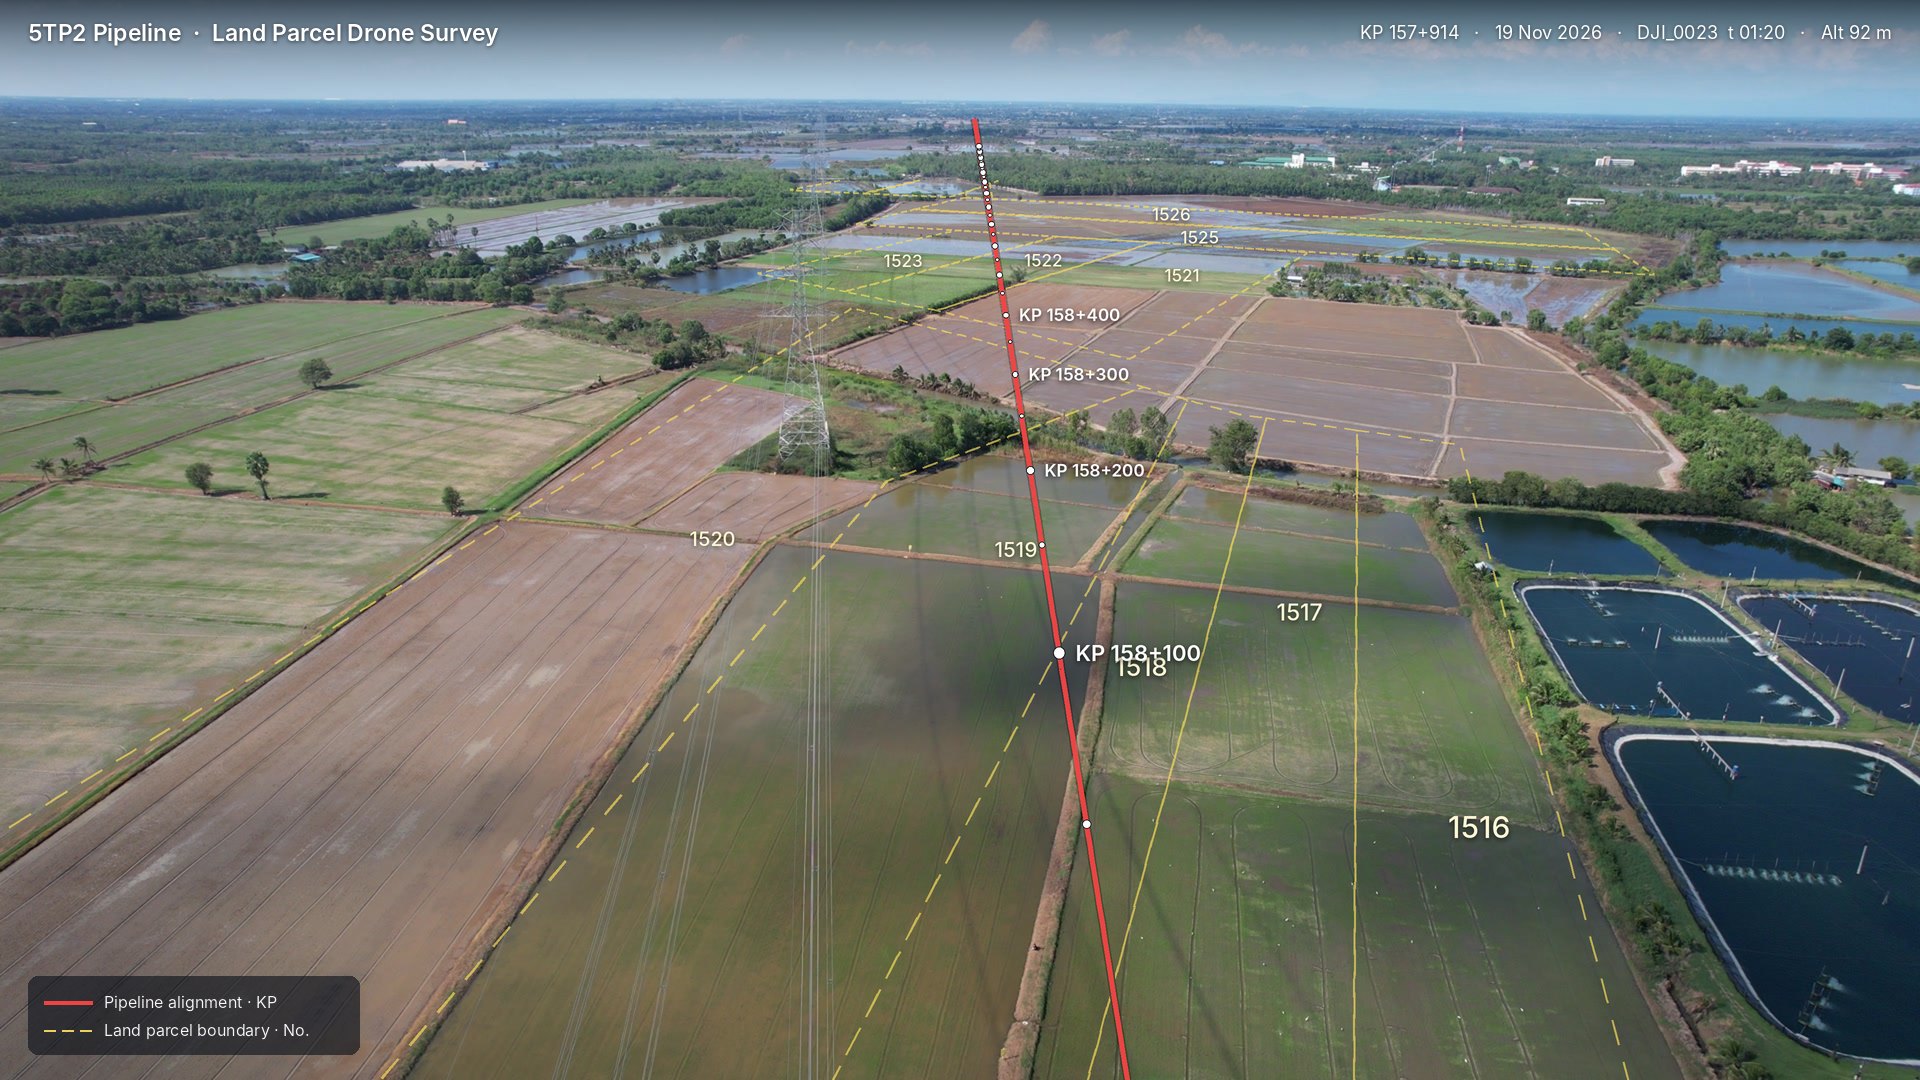 5TP2 Pipeline · Land Parcel Drone Survey
KP 157+914 · 19 Nov 2026 · DJI_0023 t 01:20 · Alt 92 m
1526
1525
1523
1522
1521
KP 158+400
KP 158+300
KP 158+200
1520
1519
1517
KP 158+100
1518
1516
Pipeline alignment · KP
Land parcel boundary · No.